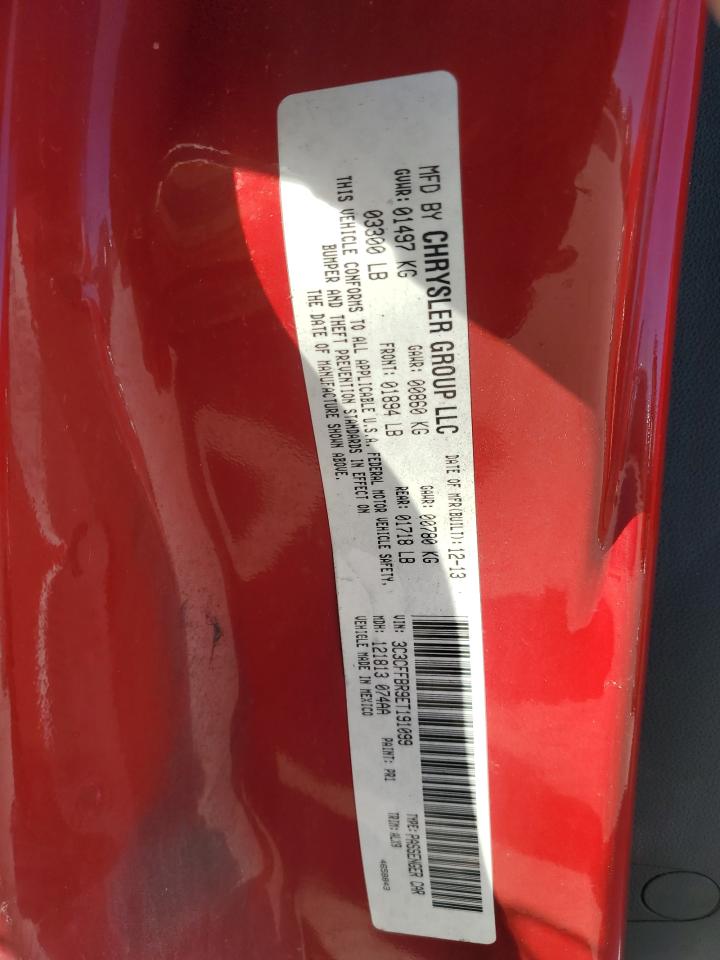 MFD BY CHRYSLER GROUP LLC DATE OF MFR(BUILT): 12-13
GVWR: 01497 KG GAWR: 00860 KG GAWR: 00780 KG
03300 LB FRONT: 01894 LB REAR: 01718 LB
THIS VEHICLE CONFORMS TO ALL APPLICABLE U.S.A. FEDERAL MOTOR VEHICLE SAFETY,
BUMPER AND THEFT PREVENTION STANDARDS IN EFFECT ON
THE DATE OF MANUFACTURE SHOWN ABOVE.
VIN: 3C3CFFBR9ET191099 TYPE: PASSENGER CAR
MDH: 121813 074AA PAINT: PR1 TRIM:
VEHICLE MADE IN MEXICO